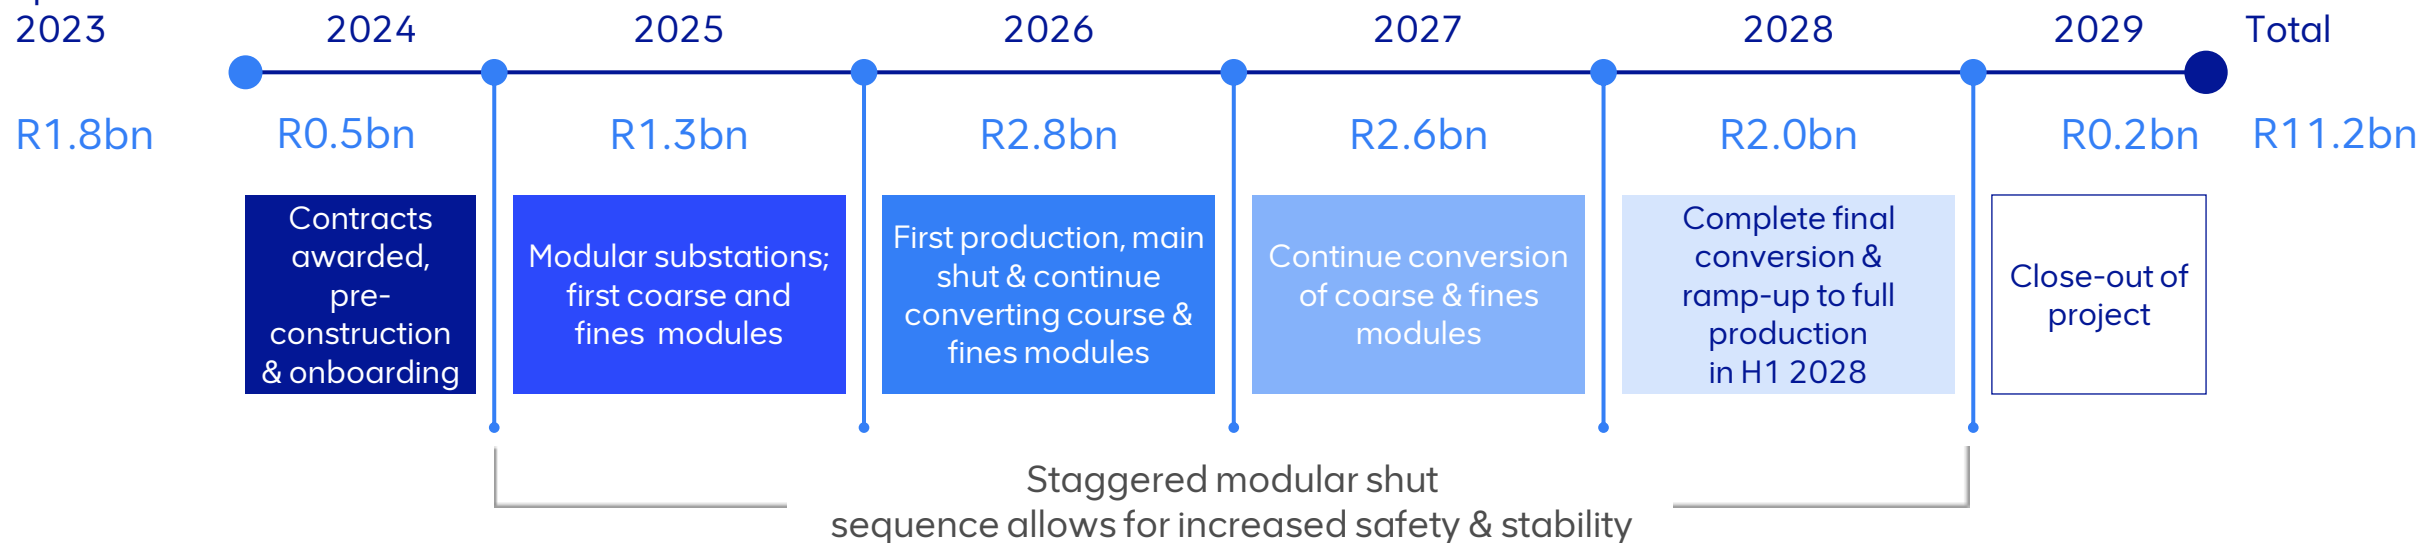 2023
2024
2025
2026
2027
2028
2029
Total
R1.8bn
R0.5bn
R1.3bn
R2.8bn
R2.6bn
R2.0bn
R0.2bn
R11.2bn
Contracts
awarded,
pre-
construction
& onboarding
Modular substations;
first coarse and
fines modules
First production, main
shut & continue
converting course &
fines modules
Continue conversion
of coarse & fines
modules
Complete final
conversion &
ramp-up to full
production
in H1 2028
Close-out of
project
Staggered modular shut
sequence allows for increased safety & stability